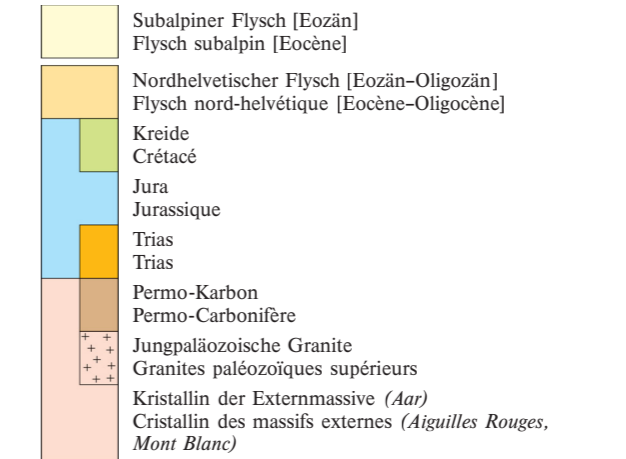 Subalpiner Flysch [Eozän]
Flysch subalpin [Eocène]
Nordhelvetischer Flysch [Eozän–Oligozän]
Flysch nord-helvétique [Eocène–Oligocène]
Kreide
Crétacé
Jura
Jurassique
Trias
Trias
Permo-Karbon
Permo-Carbonifère
Jungpaläozoische Granite
Granites paléozoïques supérieurs
Kristallin der Externmassive (Aar)
Cristallin des massifs externes (Aiguilles Rouges,
Mont Blanc)